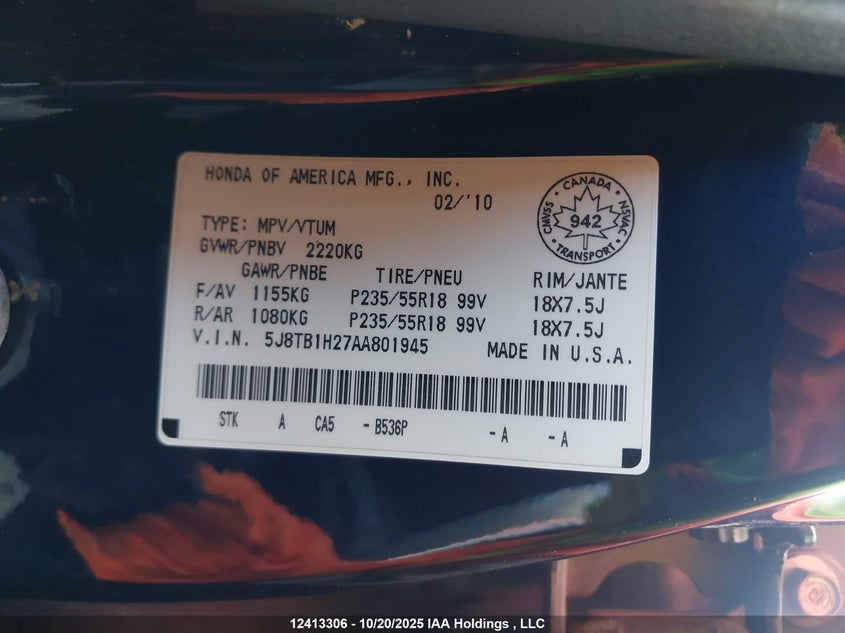 HONDA OF AMERICA MFG., INC.
02/'10
TYPE: MPV/VTUM
GVWR/PNBV 2220KG
GAWR/PNBE TIRE/PNEU RIM/JANTE
F/AV 1155KG P235/55R18 99V 18X7.5J
R/AR 1080KG P235/55R18 99V 18X7.5J
V.I.N. 5J8TB1H27AA801945 MADE IN U.S.A.
STK A CA5 - B536P - A - A
CANADA
CMVSS 942 NSVAC
TRANSPORT
12413306 - 10/20/2025 IAA Holdings , LLC